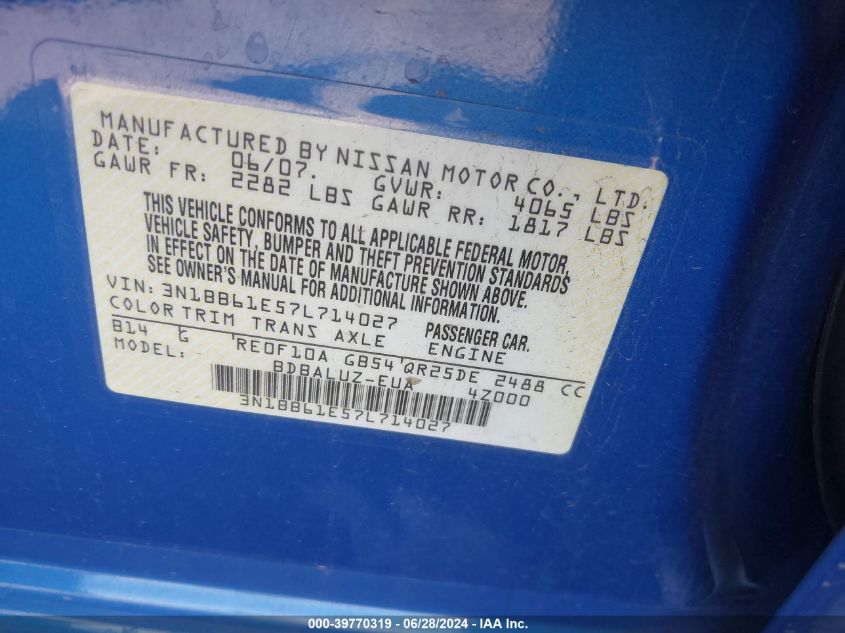 MANUFACTURED BY NISSAN MOTOR CO., LTD.
DATE: 06/07. GVWR: 4065 LBS
GAWR FR: 2282 LBS GAWR RR: 1817 LBS
THIS VEHICLE CONFORMS TO ALL APPLICABLE FEDERAL MOTOR,
VEHICLE SAFETY, BUMPER AND THEFT PREVENTION STANDARDS
IN EFFECT ON THE DATE OF MANUFACTURE SHOWN ABOVE.
SEE OWNER'S MANUAL FOR ADDITIONAL INFORMATION.
VIN: 3N1BB61E57L714027 PASSENGER CAR.
COLOR TRIM TRANS AXLE ENGINE
B14 G RE0F10A GB54 QR25DE 2488 CC
MODEL: BDBALUZ-EUA 4Z000
3N1BB61E57L714027
000-39770319 - 06/28/2024 - IAA Inc.